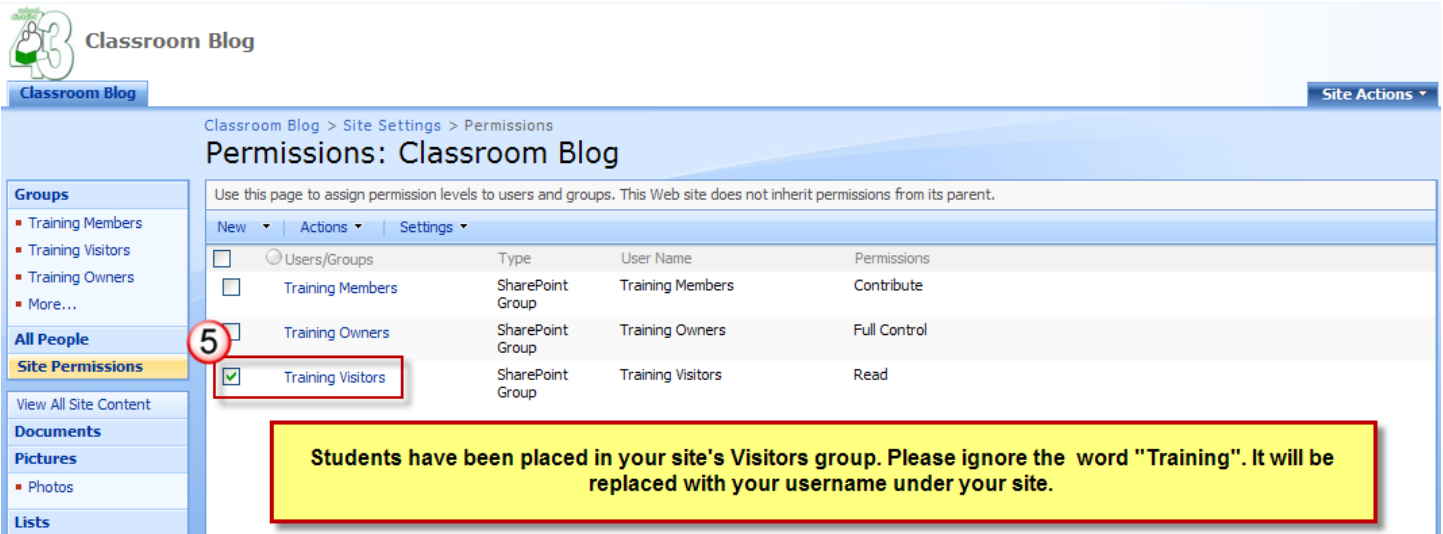 43
Classroom Blog
Classroom Blog
Site Actions
Classroom Blog > Site Settings > Permissions
Permissions: Classroom Blog
Groups
Training Members
Training Visitors
Training Owners
More...
All People
Site Permissions
View All Site Content
Documents
Pictures
Photos
Lists
Use this page to assign permission levels to users and groups. This Web site does not inherit permissions from its parent.
New Actions Settings
Users/Groups Type User Name Permissions
Training Members SharePoint Group Training Members Contribute
Training Owners SharePoint Group Training Owners Full Control
5
Training Visitors SharePoint Group Training Visitors Read
Students have been placed in your site's Visitors group. Please ignore the word "Training". It will be
replaced with your username under your site.